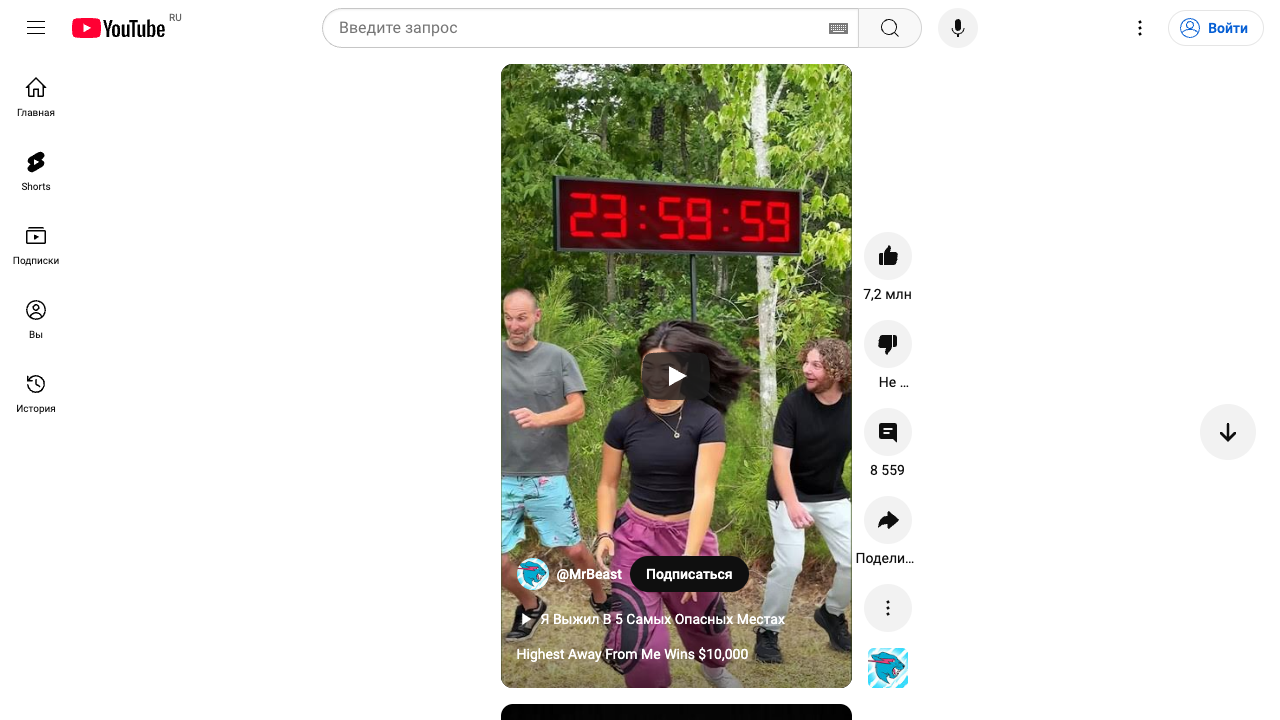 YouTube
RU
Введите запрос
Войти
Главная
Shorts
Подписки
Вы
История
23:59:59
7,2 млн
Не …
8 559
Подели…
@MrBeast
Подписаться
Я Выжил В 5 Самых Опасных Местах
Highest Away From Me Wins $10,000